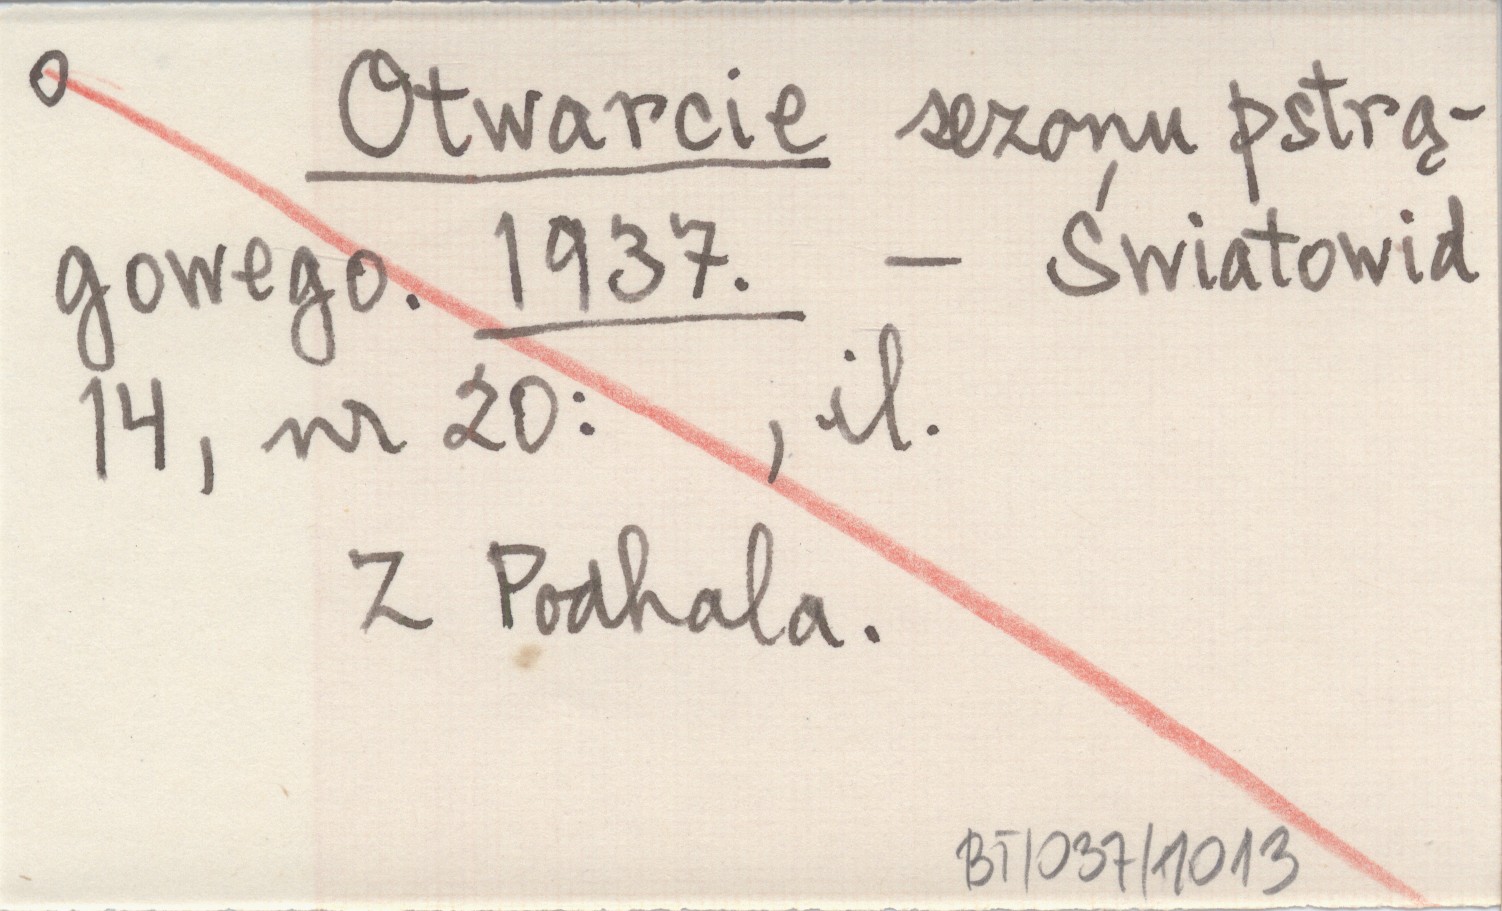 O Otwarcie sezonu pstrą-
gowego. 1937. – Światowid
14, nr 20: , il.
Z Podhala.
BT/037/11013